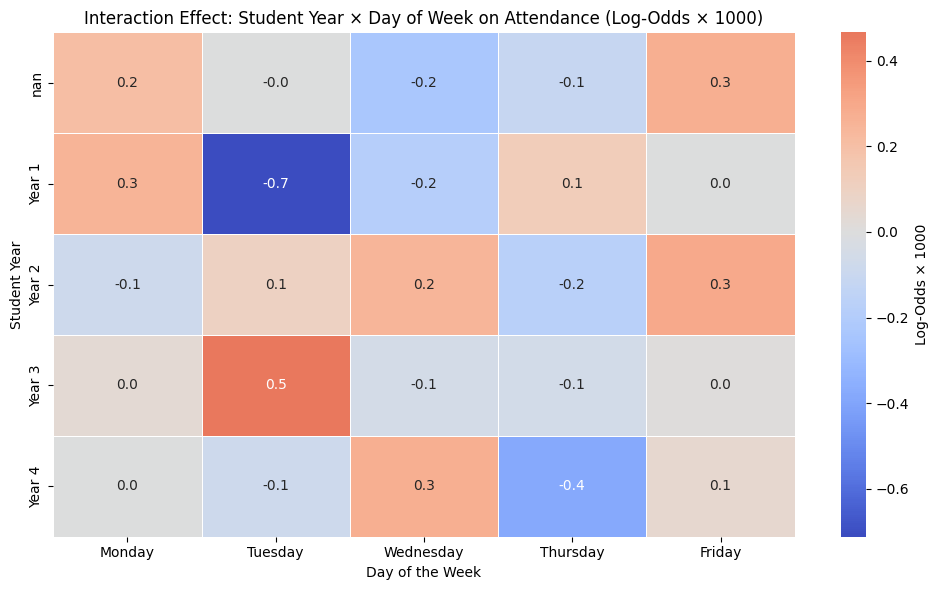 Interaction Effect: Student Year × Day of Week on Attendance (Log-Odds × 1000)
nan
0.2
-0.0
-0.2
-0.1
0.3
Year 1
0.3
-0.7
-0.2
0.1
0.0
Year 2
-0.1
0.1
0.2
-0.2
0.3
Year 3
0.0
0.5
-0.1
-0.1
0.0
Year 4
0.0
-0.1
0.3
-0.4
0.1
Student Year
Monday
Tuesday
Wednesday
Thursday
Friday
Day of the Week
0.4
0.2
0.0
−0.2
−0.4
−0.6
Log-Odds × 1000